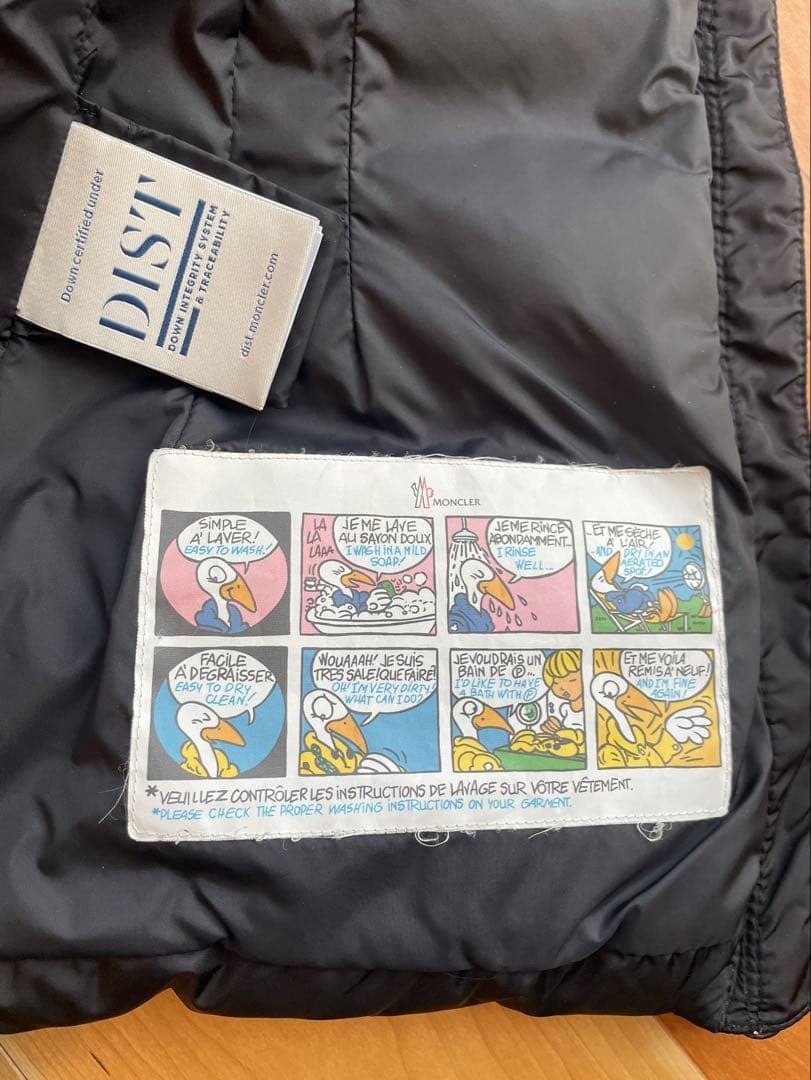 Down certified under
DIST
DOWN INTEGRITY SYSTEM
& TRACEABILITY
dist.moncler.com
MONCLER
SIMPLE
A' LAVER!
EASY TO WASH!
LA
LÀ
LAAA
JE ME LAVE
AU SAYON DOUX
I WASH IN A MILD
SOAP!
JE ME RINCE
ABONDAMMENT...
I RINSE
WELL...
...ET ME SECHE
A' L'AIR!
...AND DRY IN AN
AERATED
SPOT!
FACILE
A' DEGRAISSER
EASY TO DRY
CLEAN!
WOUAAAH! JE SUIS
TRES SALE! QUE FAIRE?
OH! I'M VERY DIRTY!
WHAT CAN I DO?
JE VOUDRAIS UN
BAIN DE Ⓟ...
I'D LIKE TO HAVE
A BATH WITH Ⓟ
ET ME VOILA
REMIS A' NEUF!
AND I'M FINE
AGAIN!
*VEUILLEZ CONTRÔLER LES INSTRUCTIONS DE LAVAGE SUR VÔTRE VÊTEMENT.
*PLEASE CHECK THE PROPER WASHING INSTRUCTIONS ON YOUR GARMENT.